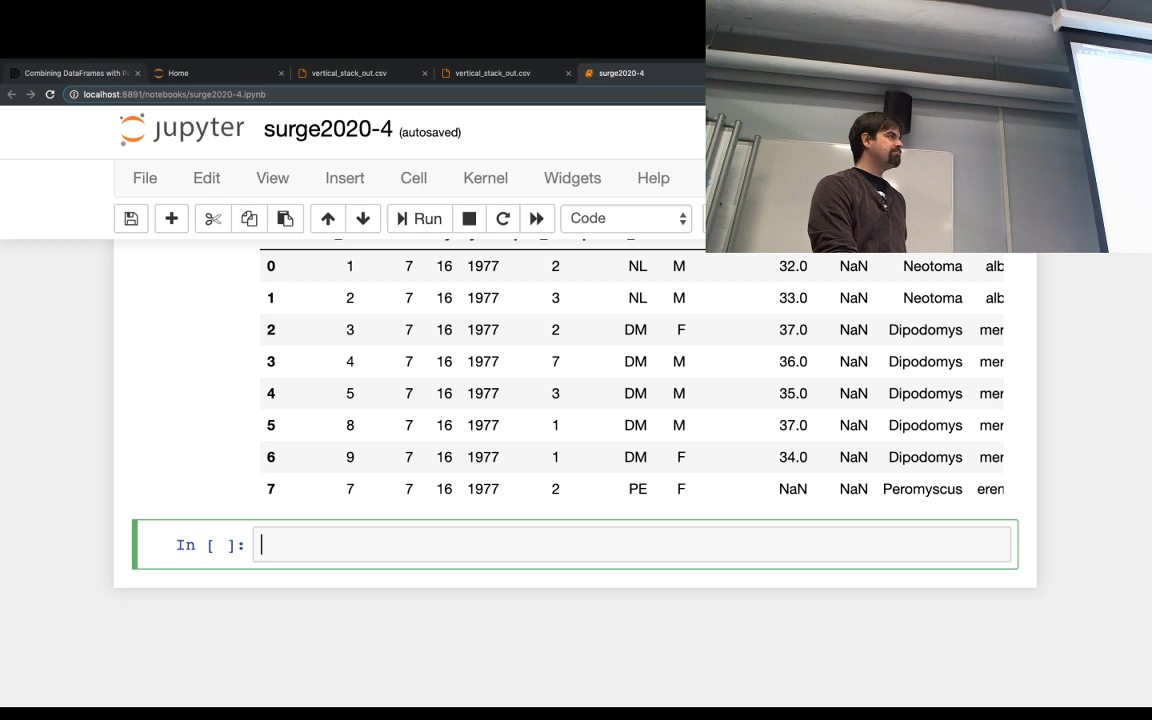 Combining DataFrames with P
Home
vertical_stack_out.csv
vertical_stack_out.csv
surge2020-4
localhost:8891/notebooks/surge2020-4.ipynb
jupyter surge2020-4 (autosaved)
File Edit View Insert Cell Kernel Widgets Help
Run Code
0 1 7 16 1977 2 NL M 32.0 NaN Neotoma alb
1 2 7 16 1977 3 NL M 33.0 NaN Neotoma alb
2 3 7 16 1977 2 DM F 37.0 NaN Dipodomys mer
3 4 7 16 1977 7 DM M 36.0 NaN Dipodomys mer
4 5 7 16 1977 3 DM M 35.0 NaN Dipodomys mer
5 8 7 16 1977 1 DM M 37.0 NaN Dipodomys mer
6 9 7 16 1977 1 DM F 34.0 NaN Dipodomys mer
7 7 7 16 1977 2 PE F NaN NaN Peromyscus eren
In [ ]: